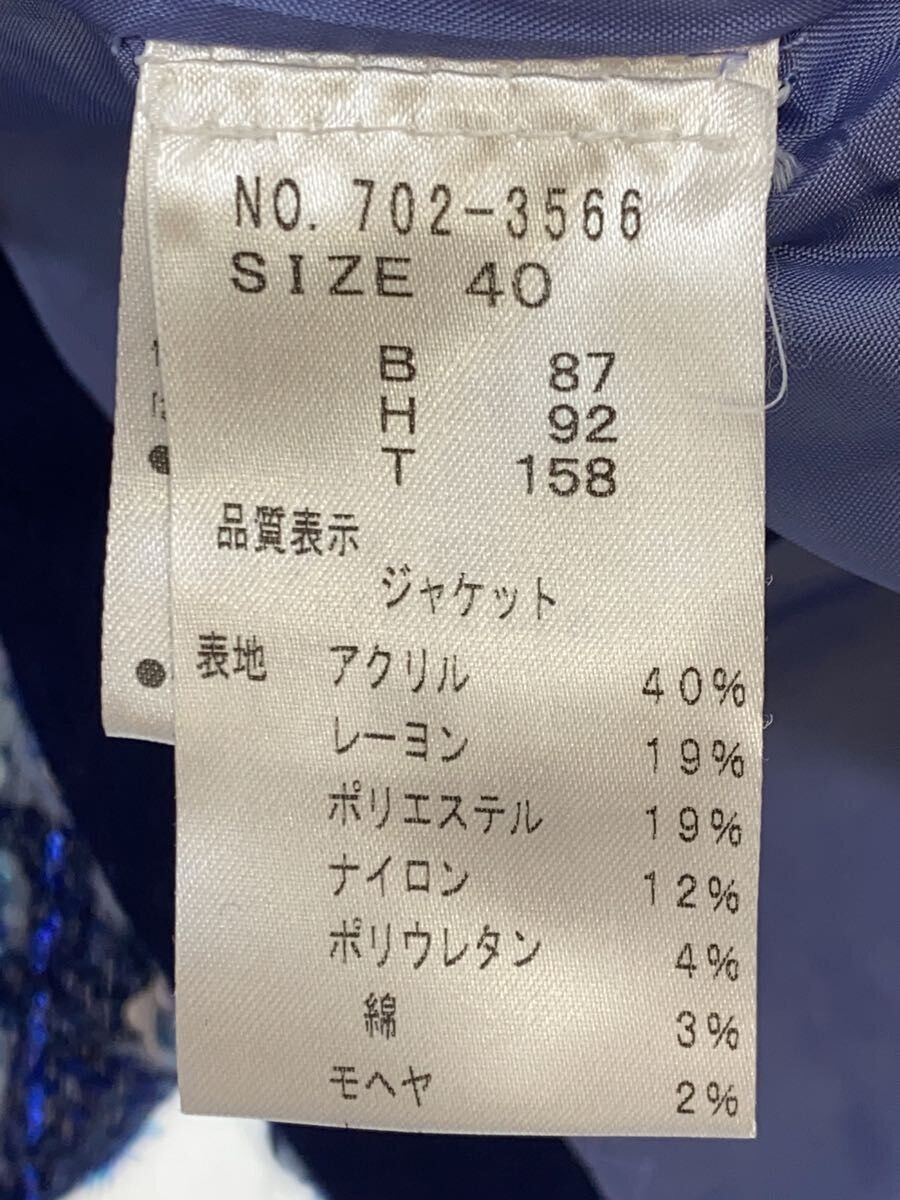 NO. 702-3566
SIZE 40
B 87
H 92
T 158
品質表示
ジャケット
表地 アクリル 40%
レーヨン 19%
ポリエステル 19%
ナイロン 12%
ポリウレタン 4%
綿 3%
モヘヤ 2%